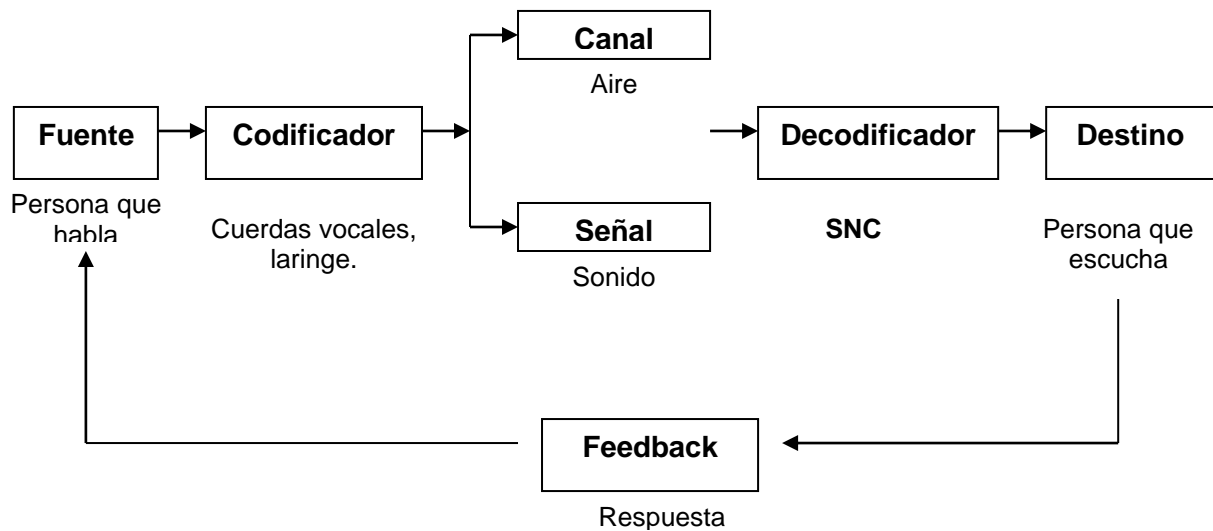 Canal
Aire
Fuente
Codificador
Decodificador
Destino
Persona que
habla
Cuerdas vocales,
laringe.
Señal
Sonido
SNC
Persona que
escucha
Feedback
Respuesta